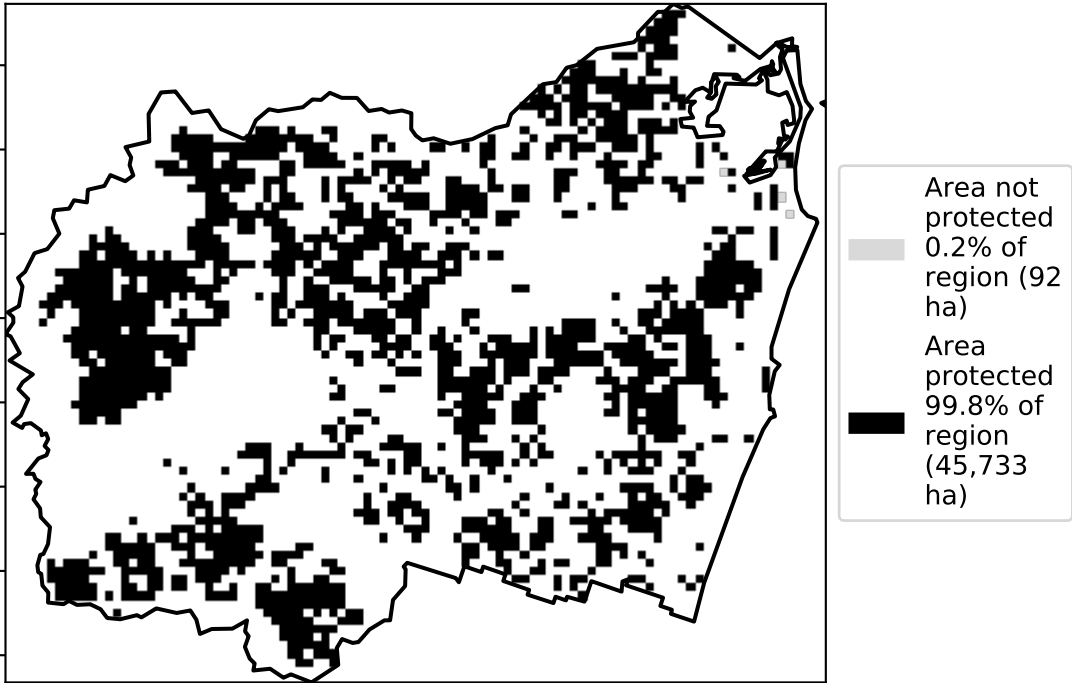 Area not
protected
0.2% of
region (92
ha)
Area
protected
99.8% of
region
(45,733
ha)